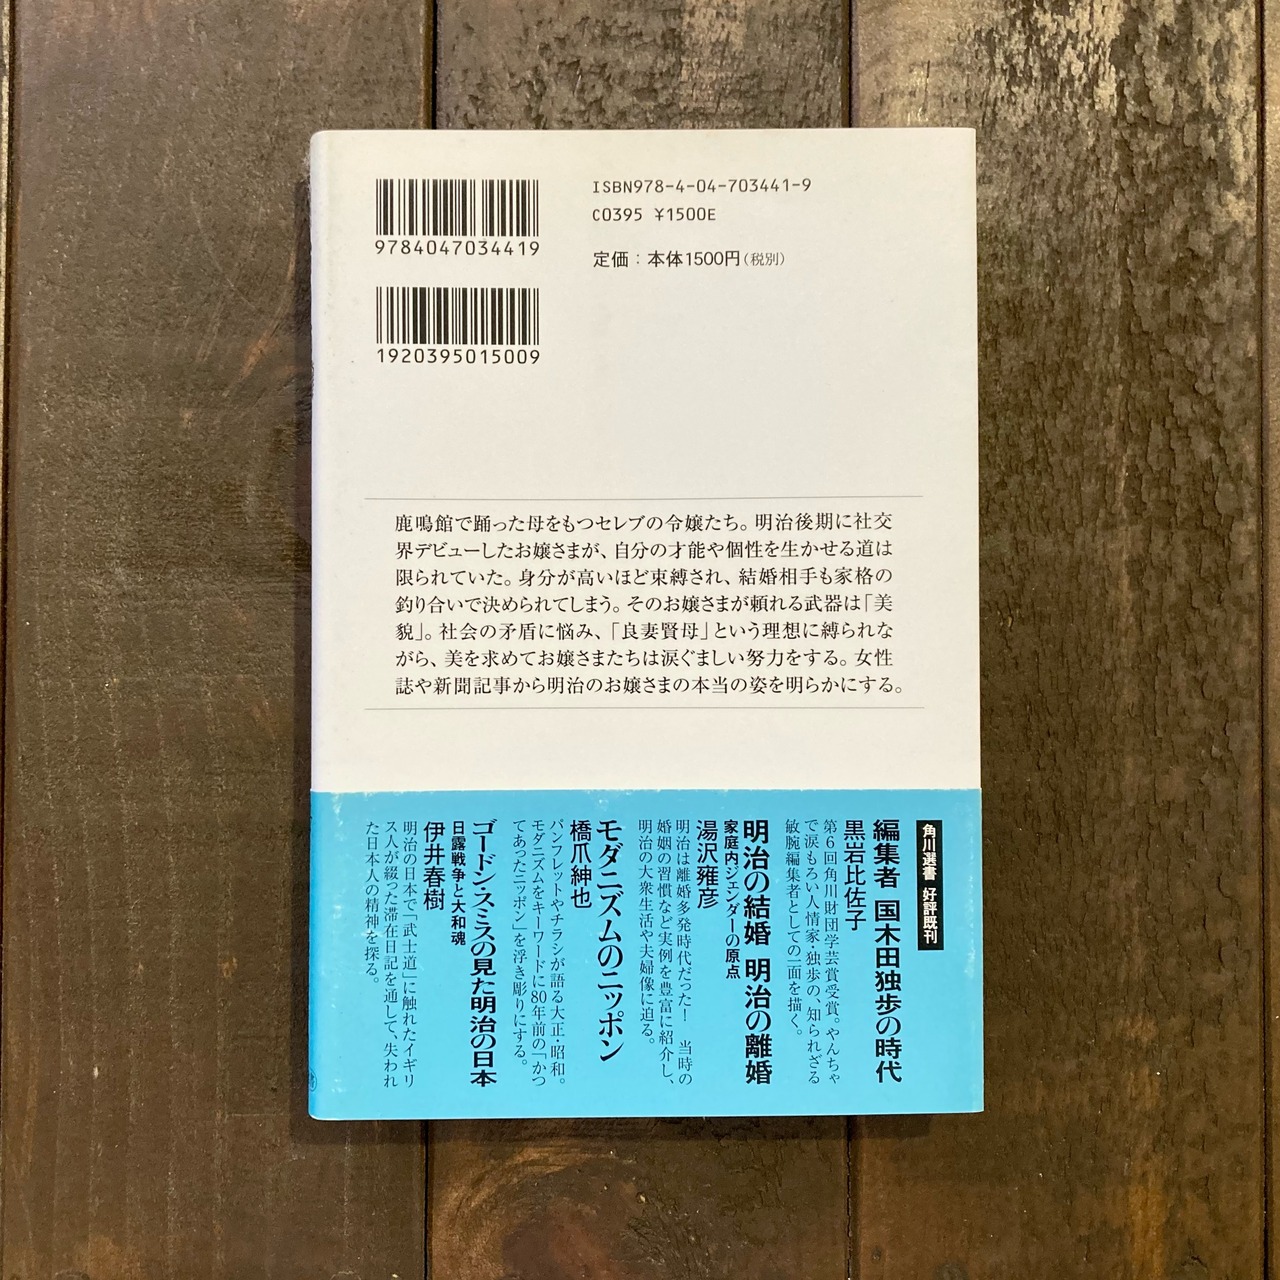 9784047034419
1920395015009
ISBN978-4-04-703441-9
C0395 ¥1500E
定価：本体1500円（税別）
鹿鳴館で踊った母をもつセレブの令嬢たち。明治後期に社交
界デビューしたお嬢さまが、自分の才能や個性を生かせる道は
限られていた。身分が高いほど束縛され、結婚相手も家格の
釣り合いで決められてしまう。そのお嬢さまが頼れる武器は「美
貌」。社会の矛盾に悩み、「良妻賢母」という理想に縛られな
がら、美を求めてお嬢さまたちは涙ぐましい努力をする。女性
誌や新聞記事から明治のお嬢さまの本当の姿を明らかにする。
角川選書 好評既刊
編集者 国木田独歩の時代
黒岩比佐子
第6回角川財団学芸賞受賞。やんちゃ
で涙もろい人情家・独歩の、知られざる
敏腕編集者としての一面を描く。
明治の結婚 明治の離婚
家庭内ジェンダーの原点
湯沢雍彦
明治は離婚多発時代だった！ 当時の
婚姻の習慣など実例を豊富に紹介し、
明治の大衆生活や夫婦像に迫る。
モダニズムのニッポン
橋爪紳也
パンフレットやチラシが語る大正・昭和。
モダニズムをキーワードに80年前の「かつ
てあったニッポン」を浮き彫りにする。
ゴードン・スミスの見た明治の日本
日露戦争と大和魂
伊井春樹
明治の日本で「武士道」に触れたイギリ
ス人が綴った滞在日記を通して、失われ
た日本人の精神を探る。